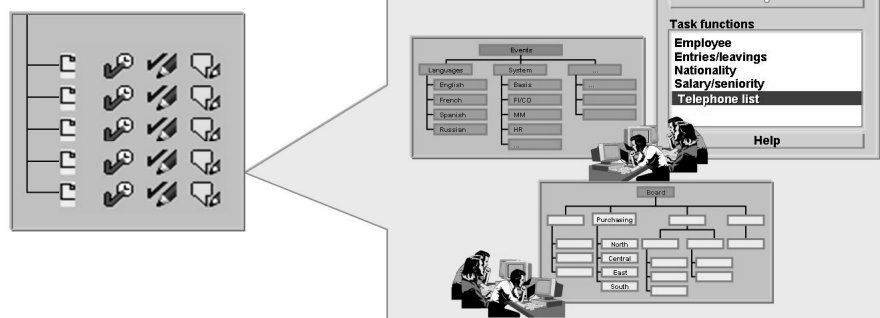 Task functions
Employee
Entries/leavings
Nationality
Salary/seniority
Telephone list
Help
Events
Languages
System
...
English
French
Spanish
Russian
Basis
FI/CO
MM
HR
...
...
Board
Purchasing
North
Central
East
South